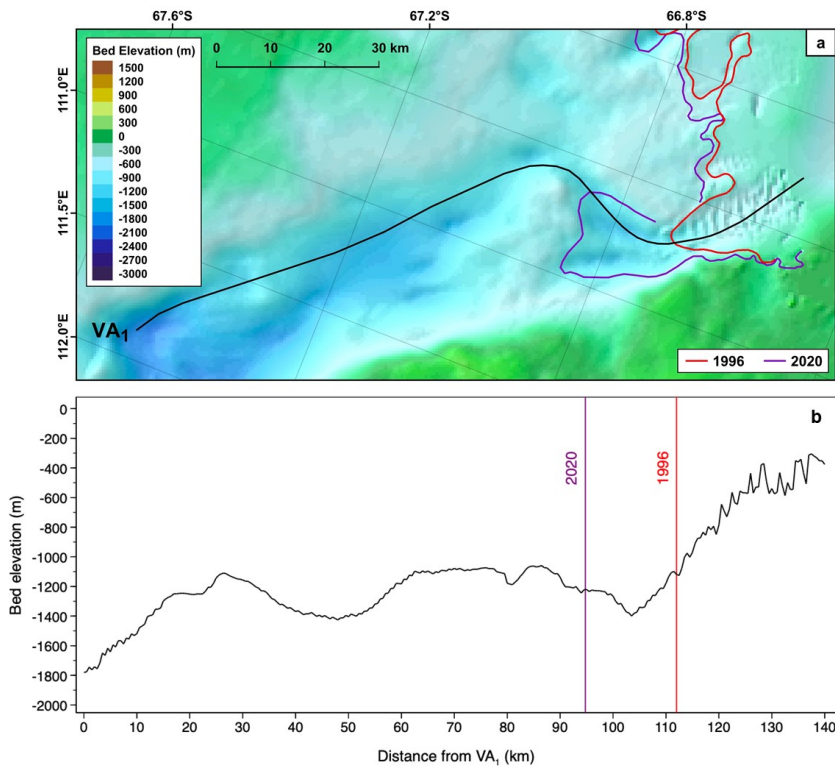 67.6°S 67.2°S 66.8°S
a
Bed Elevation (m)
1500
1200
900
600
300
0
-300
-600
-900
-1200
-1500
-1800
-2100
-2400
-2700
-3000
0 10 20 30 km
111.0°E
111.5°E
112.0°E
VA1
1996 2020
b
0
-200
-400
-600
-800
-1000
-1200
-1400
-1600
-1800
-2000
Bed elevation (m)
2020
1996
0 10 20 30 40 50 60 70 80 90 100 110 120 130 140
Distance from VA1 (km)